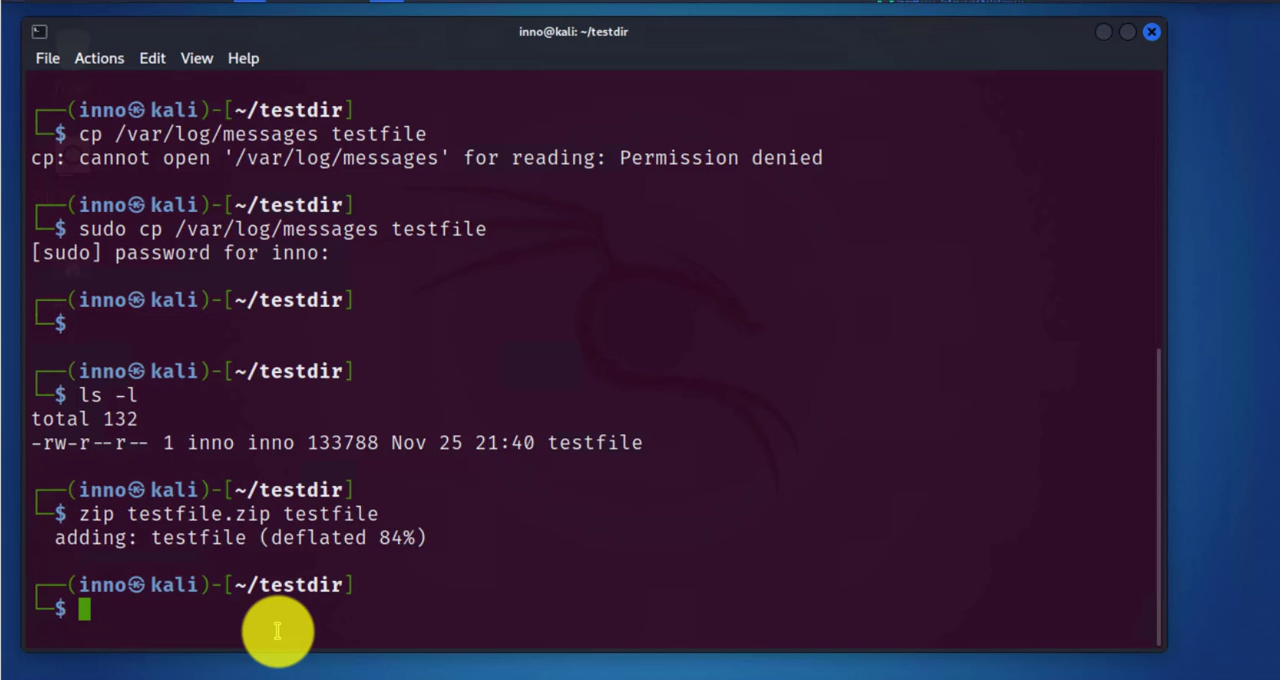 inno@kali: ~/testdir
File Actions Edit View Help
┌──(inno㉿kali)-[~/testdir]
└─$ cp /var/log/messages testfile
cp: cannot open '/var/log/messages' for reading: Permission denied
┌──(inno㉿kali)-[~/testdir]
└─$ sudo cp /var/log/messages testfile
[sudo] password for inno:
┌──(inno㉿kali)-[~/testdir]
└─$
┌──(inno㉿kali)-[~/testdir]
└─$ ls -l
total 132
-rw-r--r-- 1 inno inno 133788 Nov 25 21:40 testfile
┌──(inno㉿kali)-[~/testdir]
└─$ zip testfile.zip testfile
  adding: testfile (deflated 84%)
┌──(inno㉿kali)-[~/testdir]
└─$